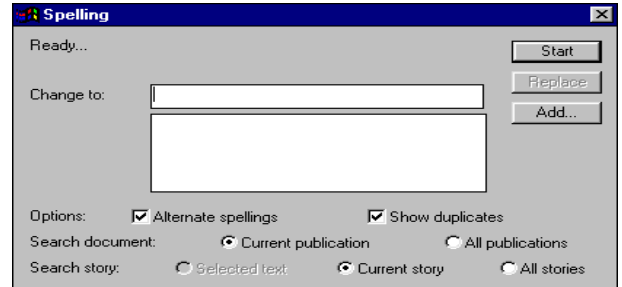 Spelling
Ready...
Start
Replace
Change to:
Add...
Options: Alternate spellings Show duplicates
Search document: Current publication All publications
Search story: Selected text Current story All stories